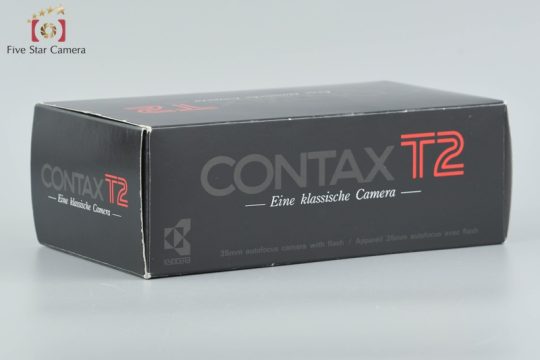 Five Star Camera
T2
CONTAX T2
Eine klassische Camera
CONTAX T2
Eine klassische Camera
KYOCERA
35mm autofocus camera with flash / Appareil 35mm autofocus avec flash